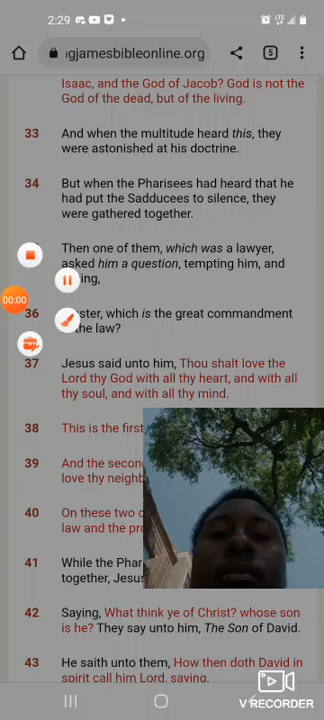 2:29
ıgjamesbibleonline.org
5
Isaac, and the God of Jacob? God is not the
God of the dead, but of the living.
33 And when the multitude heard this, they
were astonished at his doctrine.
34 But when the Pharisees had heard that he
had put the Sadducees to silence, they
were gathered together.
Then one of them, which was a lawyer,
asked him a question, tempting him, and
ing,
00:00
36 ster, which is the great commandment
the law?
37 Jesus said unto him, Thou shalt love the
Lord thy God with all thy heart, and with all
thy soul, and with all thy mind.
38 This is the first
39 And the secon
love thy neighb
40 On these two c
law and the pro
41 While the Phar
together, Jesus
42 Saying, What think ye of Christ? whose son
is he? They say unto him, The Son of David.
43 He saith unto them, How then doth David in
spirit call him Lord, saying,
V RECORDER